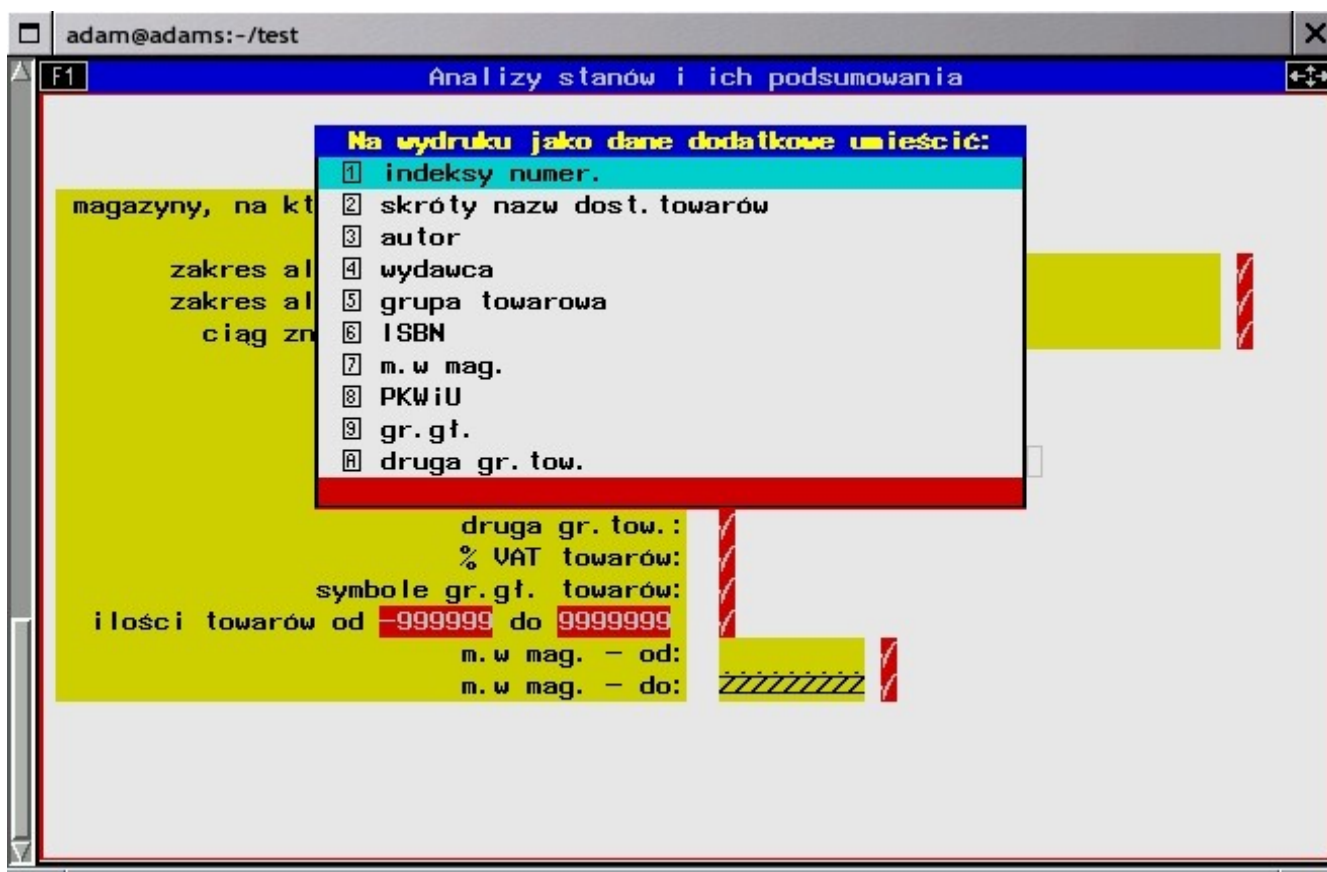 adam@adams:~/test
F1 Analizy stanów i ich podsumowania
Na wydruku jako dane dodatkowe umieścić:
1 indeksy numer.
magazyny, na kt 2 skróty nazw dost.towarów
3 autor
zakres al 4 wydawca
zakres al 5 grupa towarowa
ciąg zn 6 ISBN
7 m.w mag.
8 PKWiU
9 gr.gł.
A druga gr.tow.
druga gr.tow.:
% VAT towarów:
symbole gr.gł. towarów:
ilości towarów od -999999 do 9999999
m.w mag. - od:
m.w mag. - do: ZZZZZZZZZ